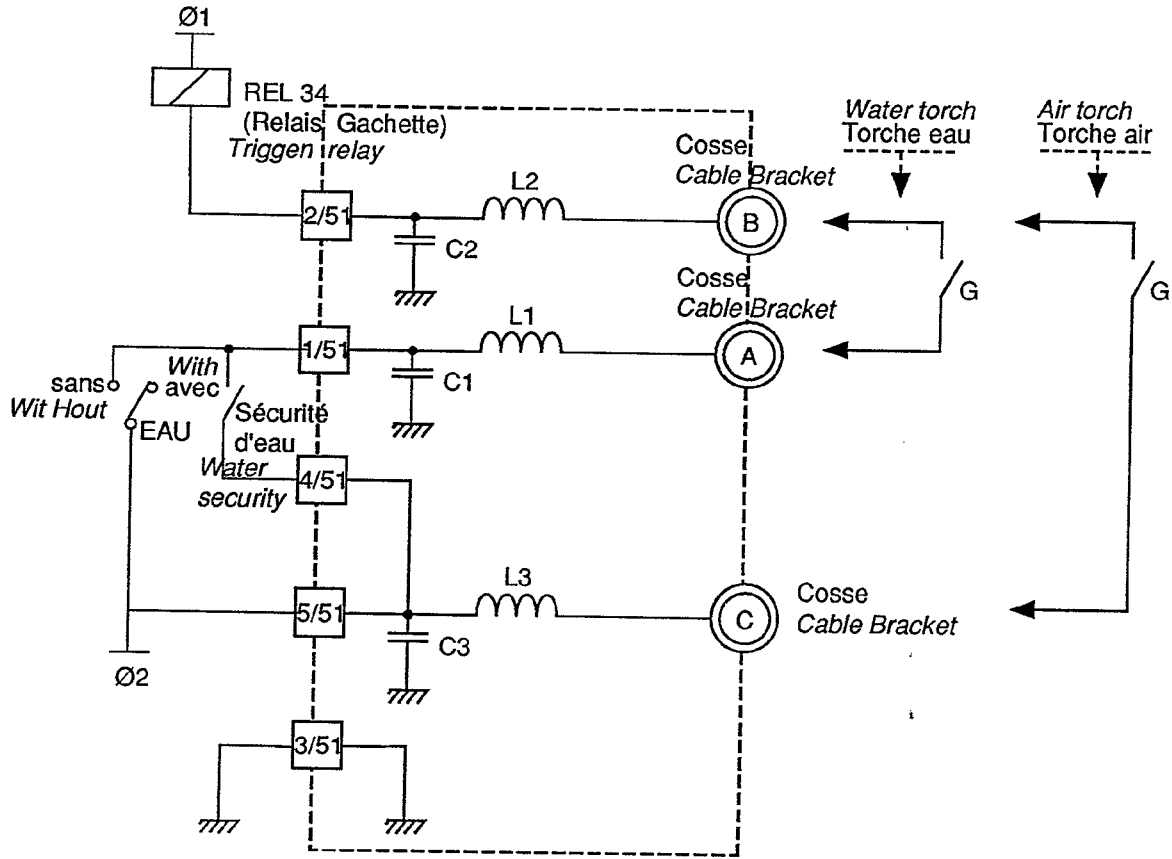 Ø1
REL 34
(Relais Gachette)
Triggen relay
Water torch
Torche eau
Air torch
Torche air
Cosse
Cable Bracket
L2
2/51
B
C2
G
G
Cosse
Cable Bracket
L1
1/51
A
C1
With
avec
sans
Wit Hout
EAU
Sécurité
d'eau
Water
security
4/51
L3
5/51
C
Cosse
Cable Bracket
C3
Ø2
3/51